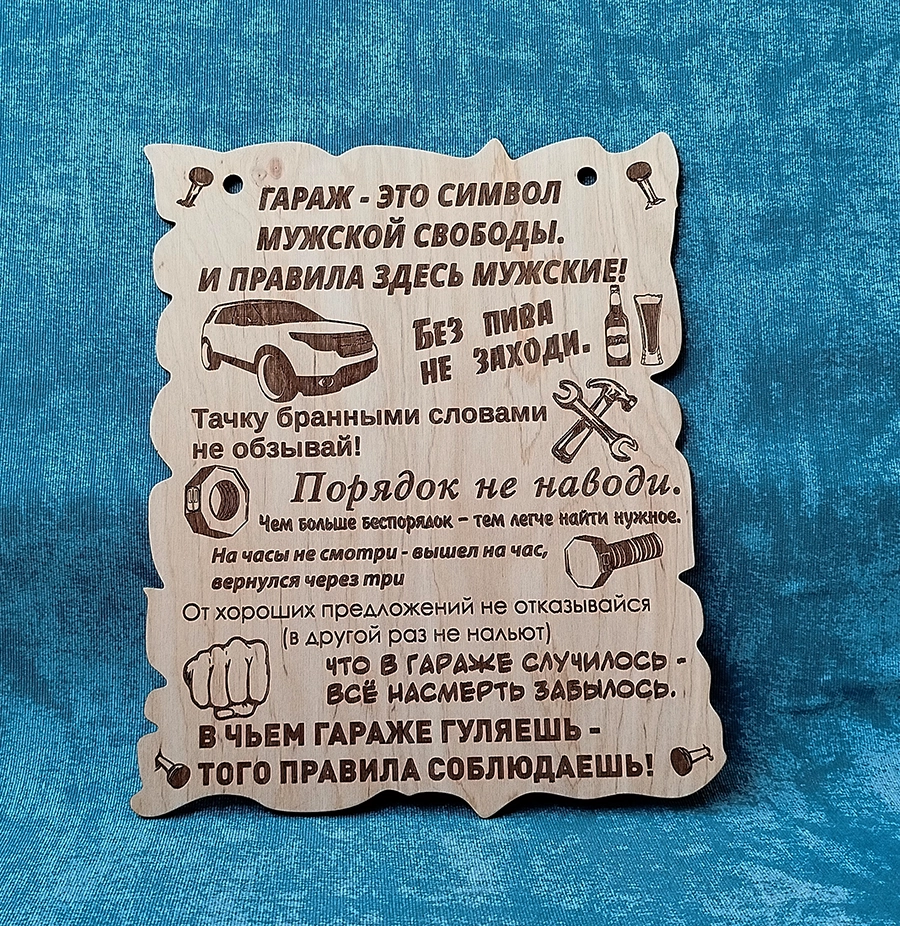 ГАРАЖ - ЭТО СИМВОЛ
МУЖСКОЙ СВОБОДЫ.
И ПРАВИЛА ЗДЕСЬ МУЖСКИЕ!
БЕЗ ПИВА
НЕ ЗАХОДИ.
Тачку бранными словами
не обзывай!
Порядок не наводи.
Чем больше беспорядок – тем легче найти нужное.
На часы не смотри - вышел на час,
вернулся через три
От хороших предложений не отказывайся
(в другой раз не нальют)
ЧТО В ГАРАЖЕ СЛУЧИЛОСЬ -
ВСЁ НАСМЕРТЬ ЗАБЫЛОСЬ.
В ЧЬЕМ ГАРАЖЕ ГУЛЯЕШЬ -
ТОГО ПРАВИЛА СОБЛЮДАЕШЬ!